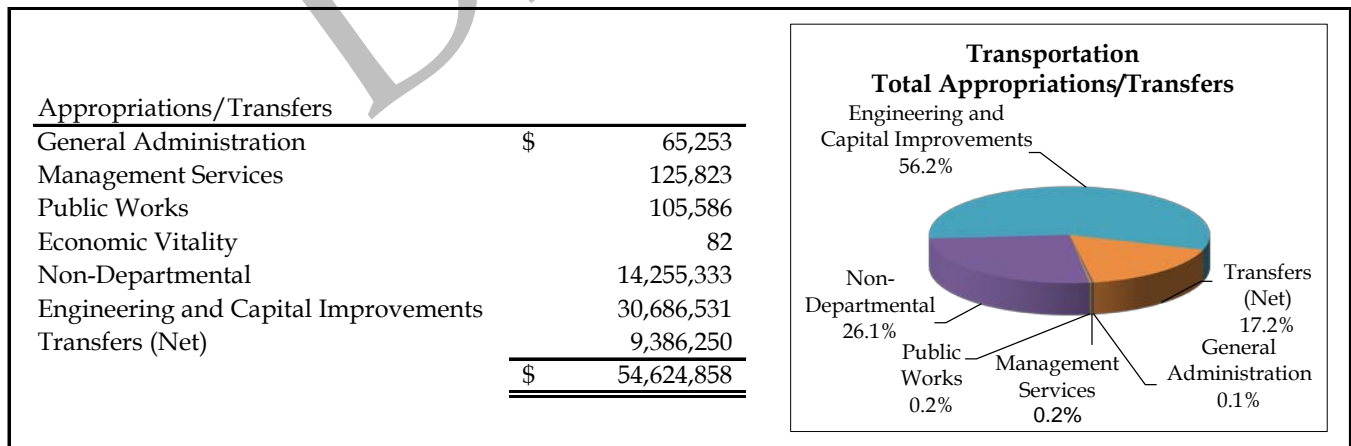 Appropriations/Transfers
General Administration $ 65,253
Management Services 125,823
Public Works 105,586
Economic Vitality 82
Non-Departmental 14,255,333
Engineering and Capital Improvements 30,686,531
Transfers (Net) 9,386,250
$ 54,624,858
Transportation
Total Appropriations/Transfers
Engineering and
Capital Improvements
56.2%
Transfers
(Net)
17.2%
General
Administration
0.1%
Management
Services
0.2%
Public
Works
0.2%
Non-
Departmental
26.1%